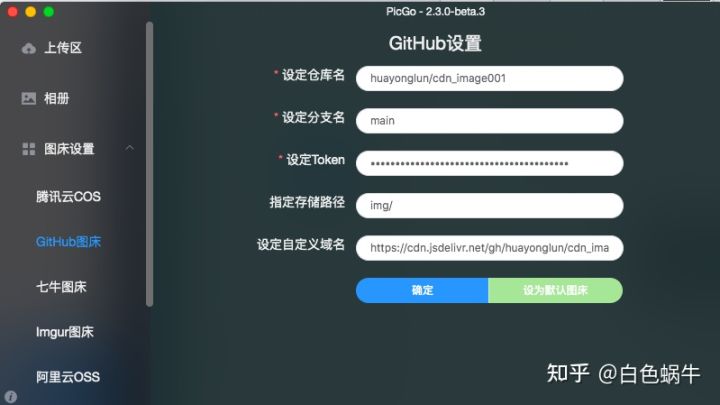 PicGo - 2.3.0-beta.3
上传区
相册
图床设置
腾讯云COS
GitHub图床
七牛图床
Imgur图床
阿里云OSS
GitHub设置
* 设定仓库名 huayonglun/cdn_image001
* 设定分支名 main
* 设定Token ••••••••••••••••••••••••••••••••••••••••
指定存储路径 img/
设定自定义域名 https://cdn.jsdelivr.net/gh/huayonglun/cdn_ima
确定 设为默认图床
知乎 @白色蜗牛